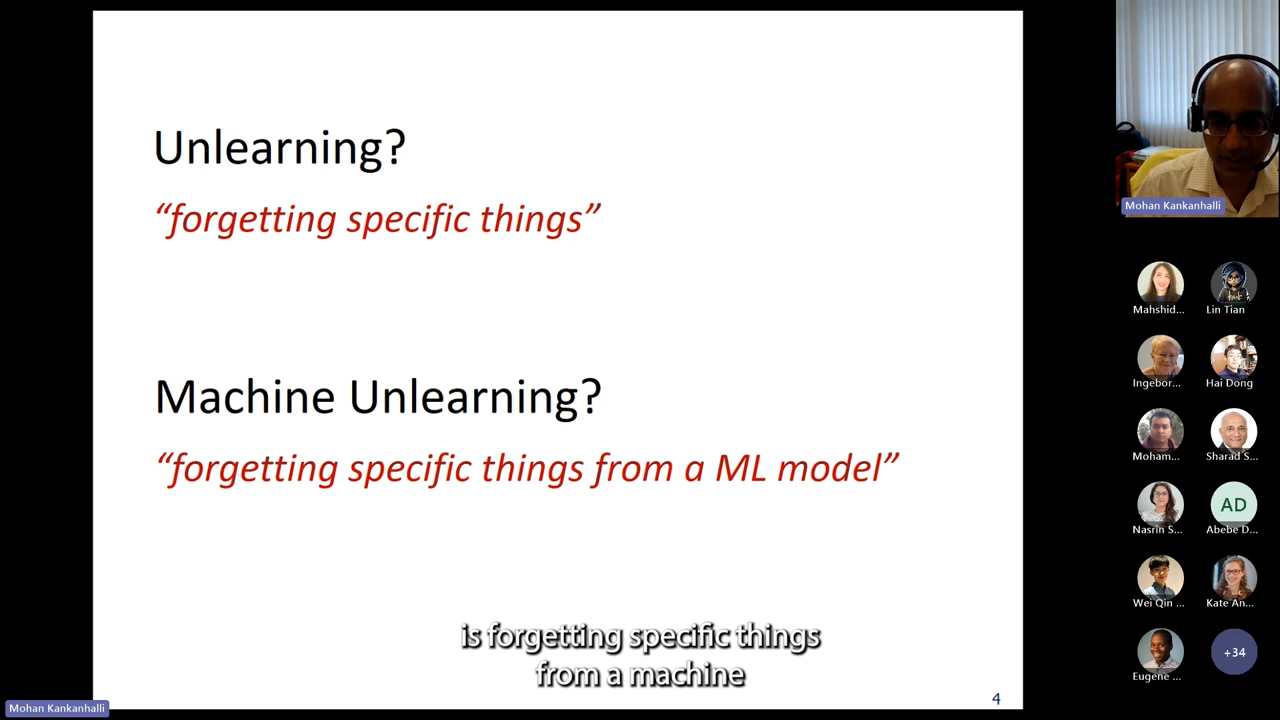 Unlearning?
“forgetting specific things”
Machine Unlearning?
“forgetting specific things from a ML model”
is forgetting specific things
from a machine
4
Mohan Kankanhalli
Mohan Kankanhalli
Mahshid...
Lin Tian
Ingebor...
Hai Dong
Moham...
Sharad S...
Nasrin S...
AD
Abebe D...
Wei Qin ...
Kate An...
Eugene ...
+34